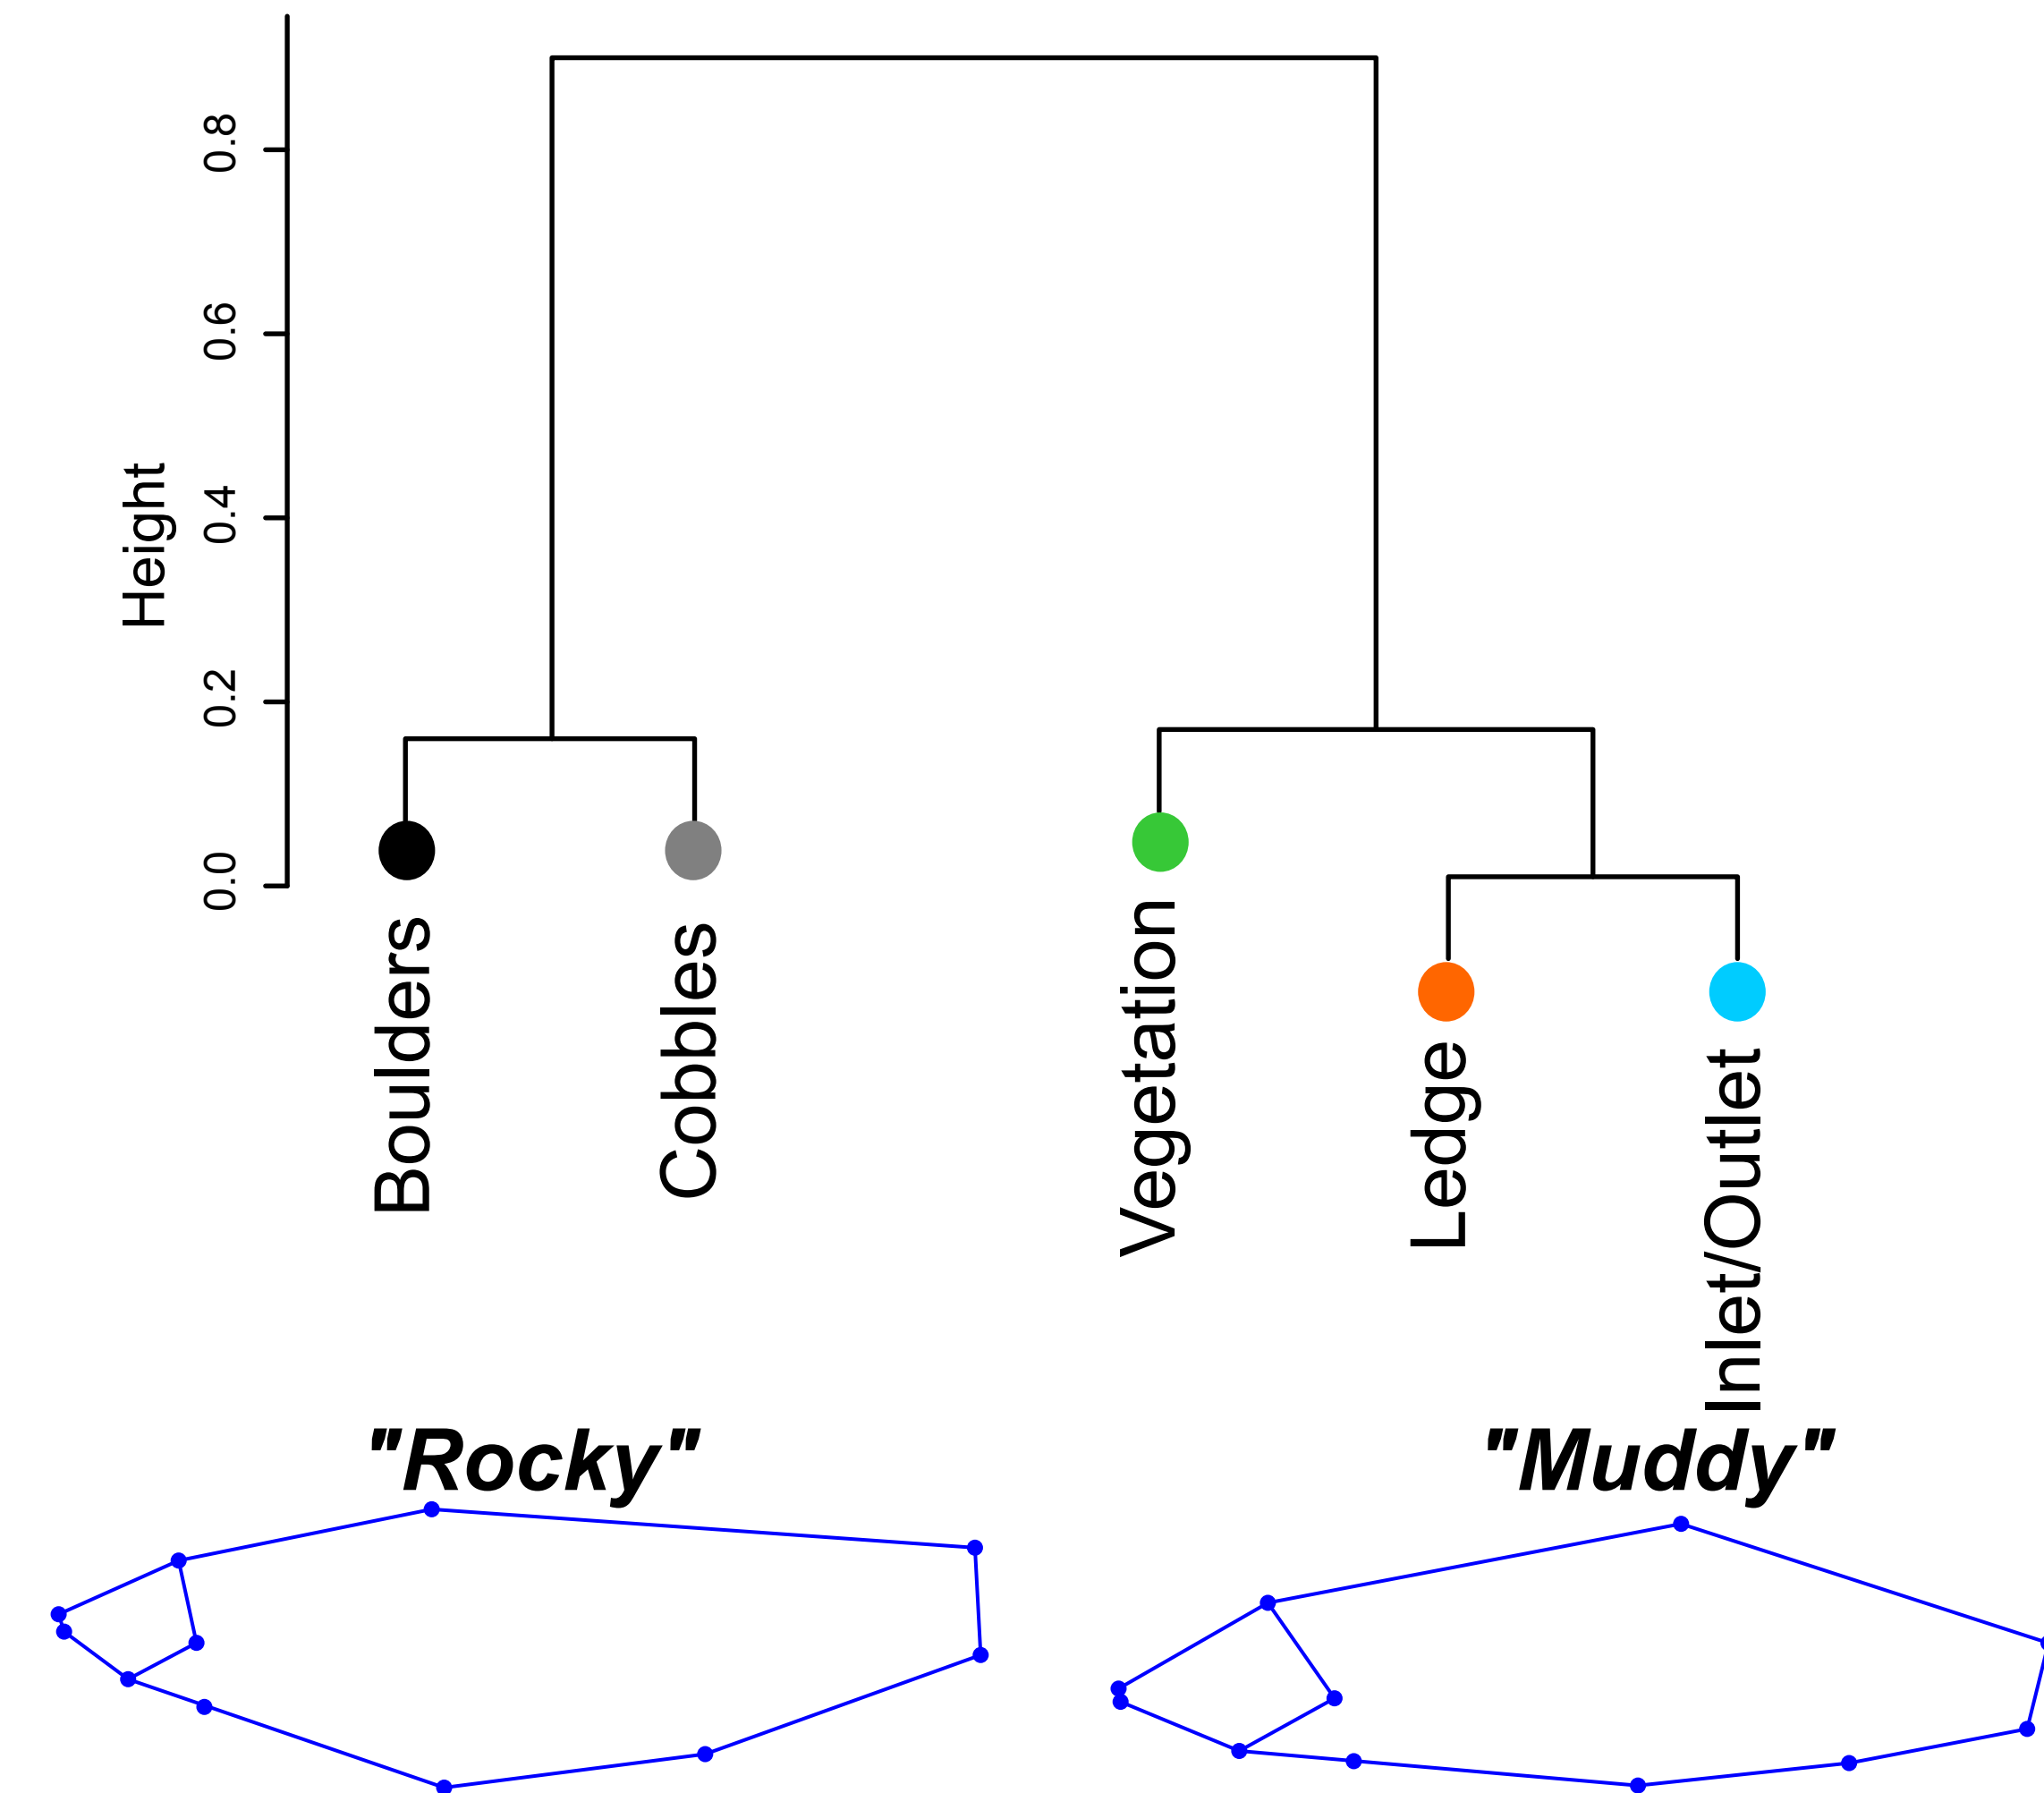 Height
0.8
0.6
0.4
0.2
0.0
Boulders
Cobbles
Vegetation
Ledge
Inlet/Outlet
"Rocky"
"Muddy"